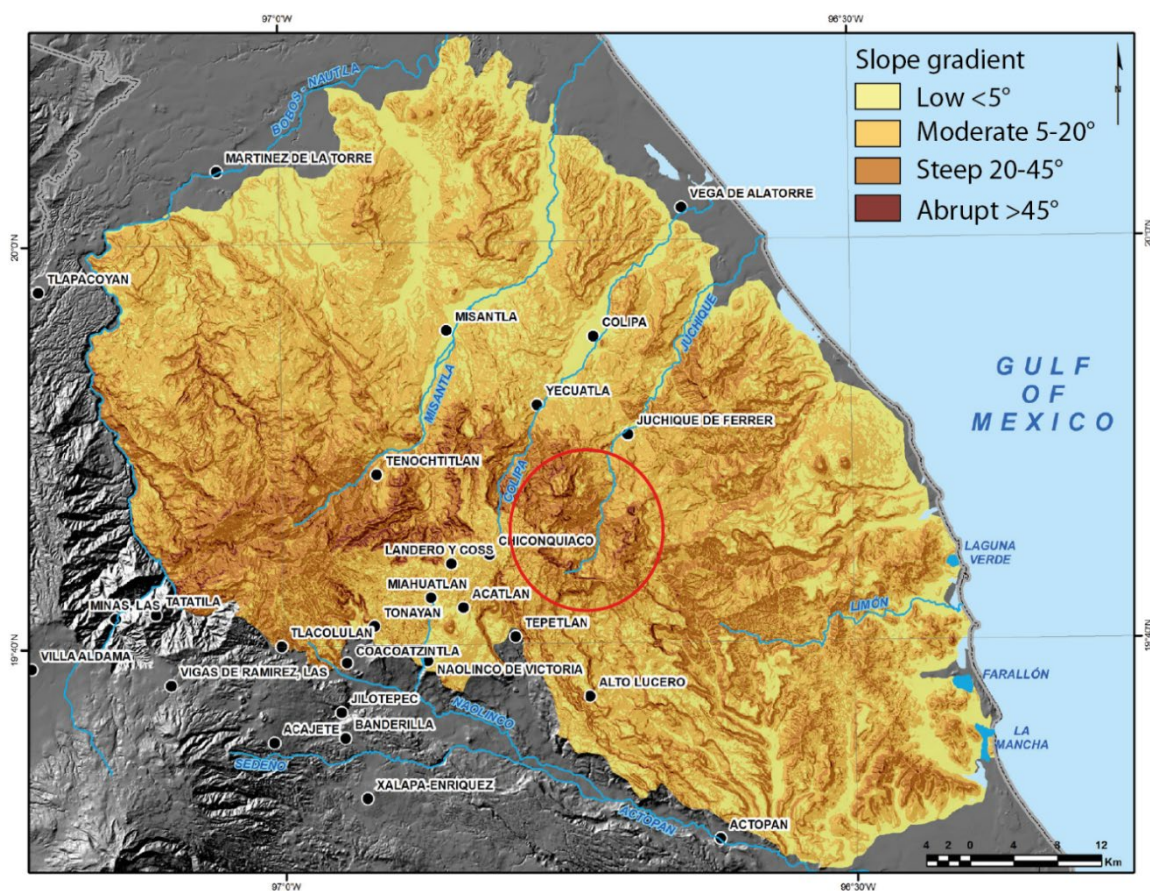 97°0'W
96°30'W
Slope gradient
Low <5°
Moderate 5-20°
Steep 20-45°
Abrupt >45°
N
BOBOS - NAUTLA
MARTINEZ DE LA TORRE
VEGA DE ALATORRE
20°0'N
20°0'N
TLAPACOYAN
MISANTLA
COLIPA
JUCHIQUE
GULF
OF
MEXICO
MISANTLA
YECUATLA
JUCHIQUE DE FERRER
TENOCHTITLAN
COLIPA
CHICONQUIACO
LANDERO Y COSS
LAGUNA
VERDE
MIAHUATLAN
ACATLAN
MINAS, LAS
TATATILA
TONAYAN
LIMÓN
TLACOLULAN
TEPETLAN
19°40'N
19°40'N
COACOATZINTLA
VILLA ALDAMA
VIGAS DE RAMIREZ, LAS
NAOLINCO DE VICTORIA
FARALLÓN
ALTO LUCERO
JILOTEPEC
NAOLINCO
ACAJETE
BANDERILLA
LA
MANCHA
SEDEÑO
XALAPA-ENRÍQUEZ
ACTOPAN
ACTOPAN
4 2 0 4 8 12
Km
97°0'W
96°30'W